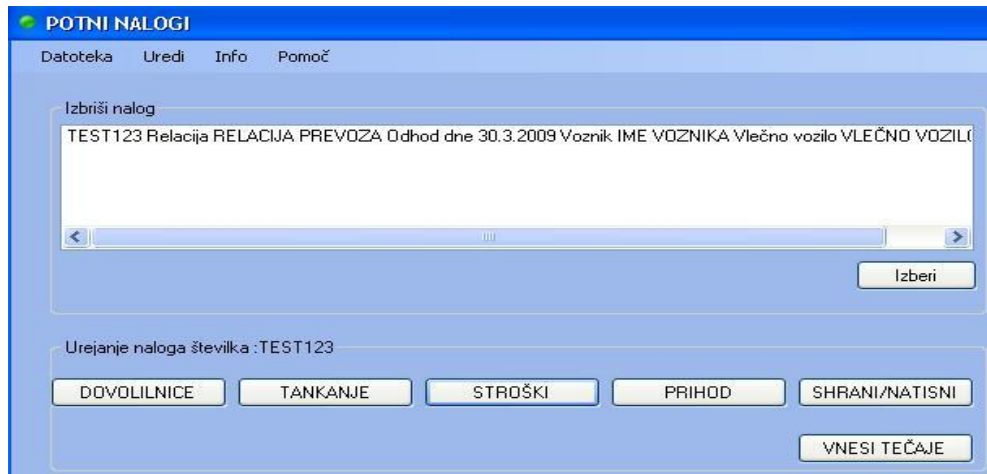 POTNI NALOGI
Datoteka Uredi Info Pomoč
Izbriši nalog
TEST123 Relacija RELACIJA PREVOZA Odhod dne 30.3.2009 Voznik IME VOZNIKA Vlečno vozilo VLEČNO VOZIL
Izberi
Urejanje naloga številka :TEST123
DOVOLILNICE TANKANJE STROŠKI PRIHOD SHRANI/NATISNI
VNESI TEČAJE